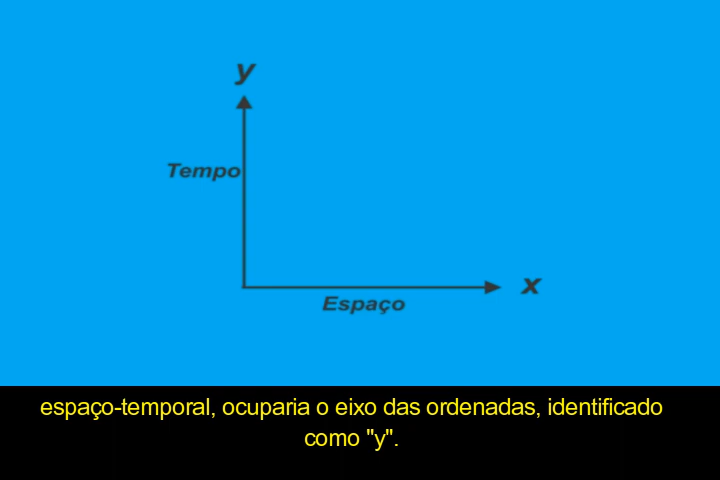 y
Tempo
x
Espaço
espaço-temporal, ocuparia o eixo das ordenadas, identificado
como "y".